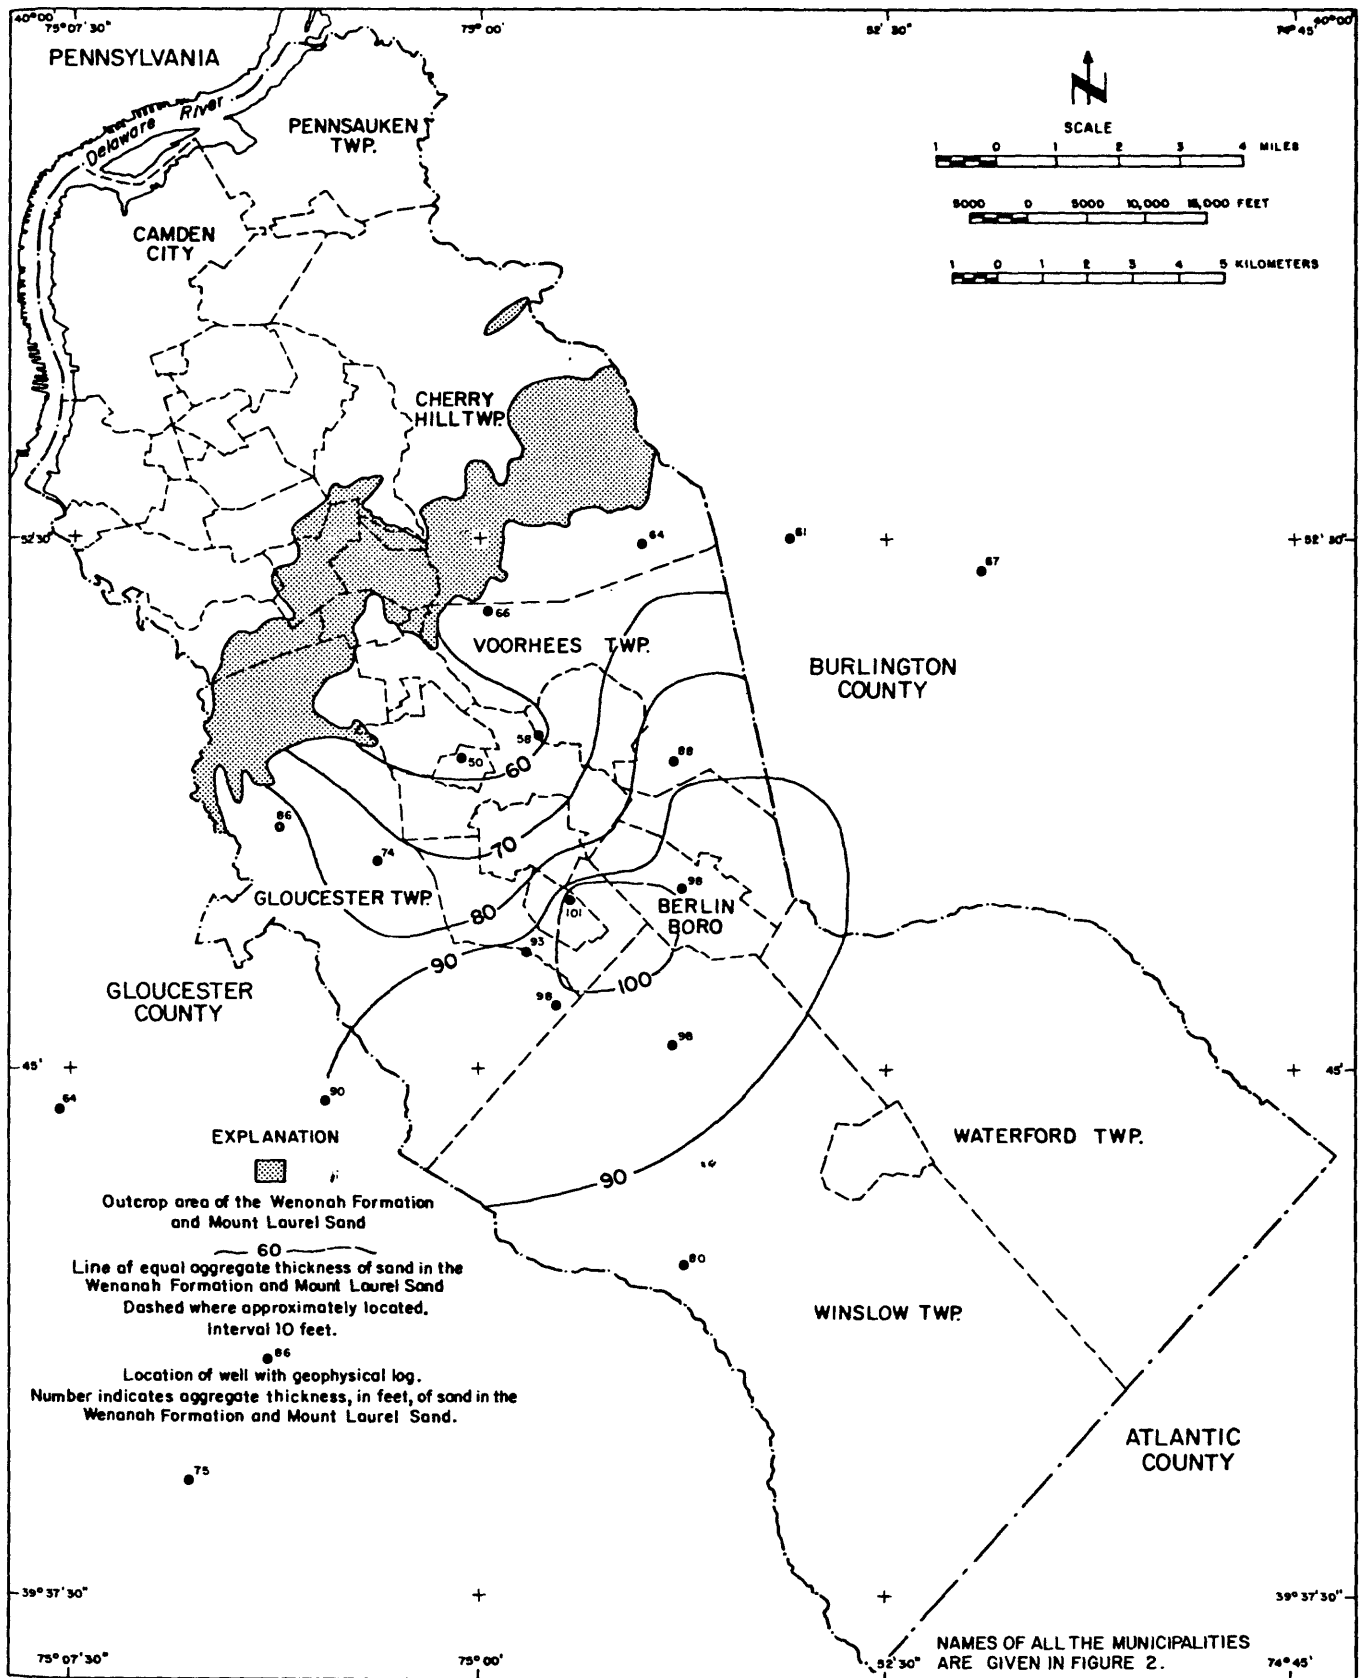 40°00' 75°07'30"
75°00'
52'30"
74°45' 40°00'
PENNSYLVANIA
Delaware River
PENNSAUKEN
TWP.
CAMDEN
CITY
SCALE
1 0 1 2 3 4 MILES
5000 0 5000 10,000 15,000 FEET
1 0 1 2 3 4 5 KILOMETERS
CHERRY
HILL TWP.
52'30"
52'30"
64
61
67
66
VOORHEES TWP.
BURLINGTON
COUNTY
58
50
60
88
86
74
70
GLOUCESTER TWP.
80
98
101
BERLIN
BORO
93
90
100
98
98
GLOUCESTER
COUNTY
45'
45'
64
90
EXPLANATION
Outcrop area of the Wenonah Formation
and Mount Laurel Sand
60
Line of equal aggregate thickness of sand in the
Wenanah Formation and Mount Laurel Sand
Dashed where approximately located.
Interval 10 feet.
86
Location of well with geophysical log.
Number indicates aggregate thickness, in feet, of sand in the
Wenanah Formation and Mount Laurel Sand.
WATERFORD TWP.
90
80
WINSLOW TWP.
ATLANTIC
COUNTY
75
39°37'30"
39°37'30"
NAMES OF ALL THE MUNICIPALITIES
ARE GIVEN IN FIGURE 2.
75°07'30"
75°00'
52'30"
74°45'